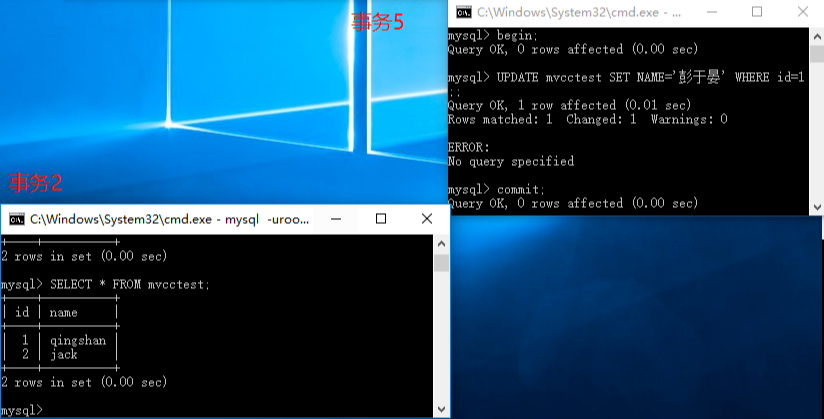 事务5
C:\Windows\System32\cmd.exe - ...
mysql> begin;
Query OK, 0 rows affected (0.00 sec)
mysql> UPDATE mvcctest SET NAME='彭于晏' WHERE id=1
;;
Query OK, 1 row affected (0.01 sec)
Rows matched: 1  Changed: 1  Warnings: 0
ERROR:
No query specified
mysql> commit;
Query OK, 0 rows affected (0.00 sec)
事务2
C:\Windows\System32\cmd.exe - mysql  -uroo...
2 rows in set (0.00 sec)
mysql> SELECT * FROM mvcctest;
| id | name |
| 1 | qingshan |
| 2 | jack |
2 rows in set (0.00 sec)
mysql>